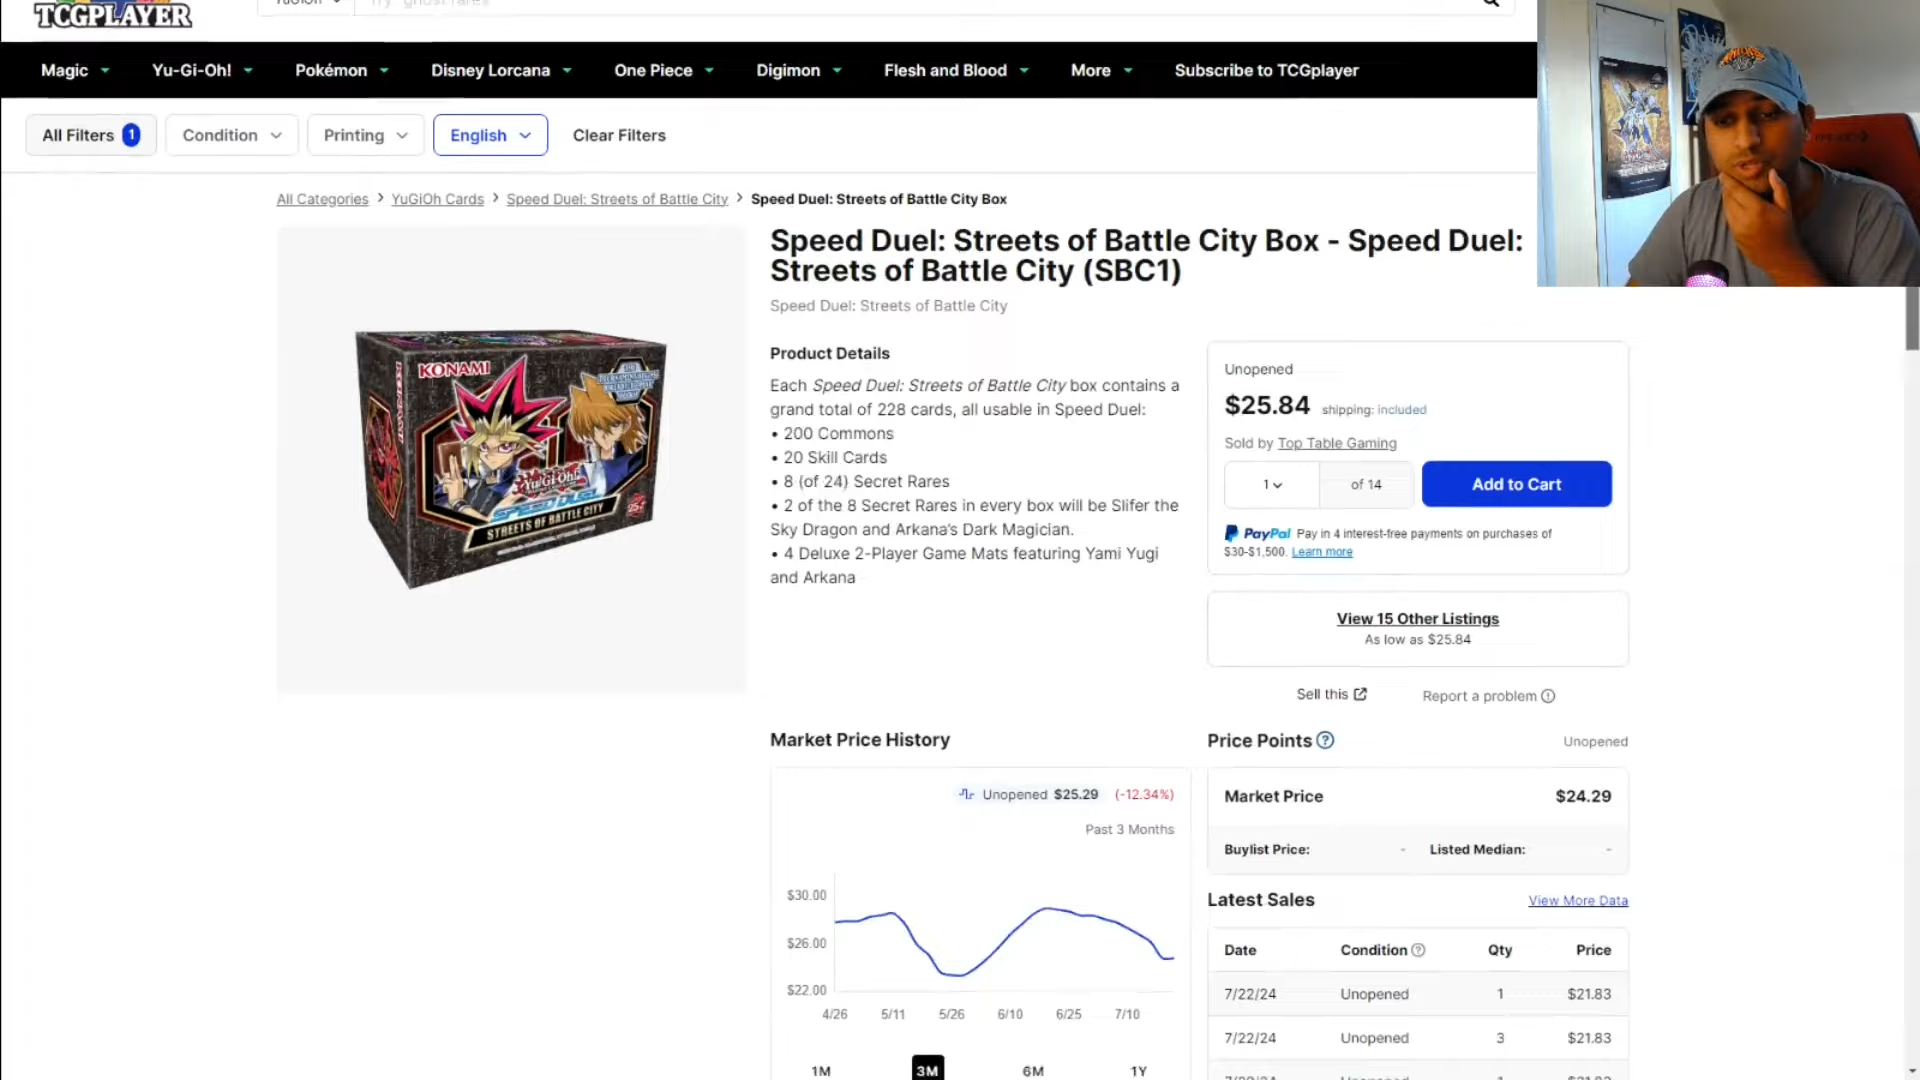 TCGPLAYER
YuGiOh
Try "ghost rares"
Magic Yu-Gi-Oh! Pokémon Disney Lorcana One Piece Digimon Flesh and Blood More Subscribe to TCGplayer
All Filters 1 Condition Printing English Clear Filters
All Categories > YuGiOh Cards > Speed Duel: Streets of Battle City > Speed Duel: Streets of Battle City Box
Speed Duel: Streets of Battle City Box - Speed Duel:
Streets of Battle City (SBC1)
Speed Duel: Streets of Battle City
KONAMI
Yu-Gi-Oh!
SPEED DUEL
STREETS OF BATTLE CITY
Product Details
Each Speed Duel: Streets of Battle City box contains a
grand total of 228 cards, all usable in Speed Duel:
• 200 Commons
• 20 Skill Cards
• 8 (of 24) Secret Rares
• 2 of the 8 Secret Rares in every box will be Slifer the
Sky Dragon and Arkana's Dark Magician.
• 4 Deluxe 2-Player Game Mats featuring Yami Yugi
and Arkana
Unopened
$25.84 shipping: included
Sold by Top Table Gaming
1 of 14 Add to Cart
PayPal Pay in 4 interest-free payments on purchases of
$30-$1,500. Learn more
View 15 Other Listings
As low as $25.84
Sell this Report a problem
Market Price History
Unopened $25.29 (-12.34%)
Past 3 Months
$30.00
$26.00
$22.00
4/26 5/11 5/26 6/10 6/25 7/10
1M 3M 6M 1Y
Price Points Unopened
Market Price $24.29
Buylist Price: - Listed Median: -
Latest Sales View More Data
Date Condition Qty Price
7/22/24 Unopened 1 $21.83
7/22/24 Unopened 3 $21.83